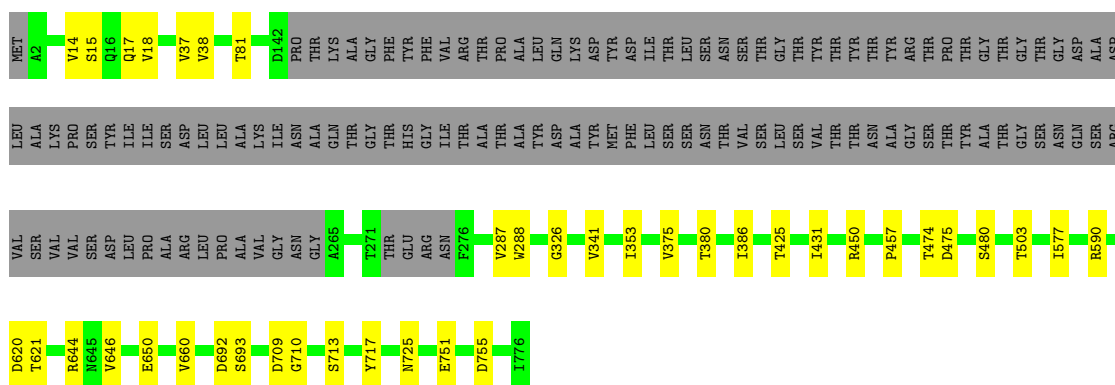 MET A2 V14 S15 Q16 Q17 V18 V37 V38 T81 D142 PRO THR LYS ALA GLY PHE TYR PHE VAL ARG THR PRO ALA LEU GLN LYS ASP TYR ASP ILE THR LEU SER ASN SER THR GLY THR TYR THR TYR THR TYR ARG THR PRO THR GLY THR THR GLY THR GLY ASP ALA ASP
LEU ALA LYS PRO SER TYR ILE ILE SER ASP LEU LEU ALA LYS ILE ASN ALA GLN THR GLY THR HIS GLY ILE THR ALA THR ALA TYR ASP ALA TYR MET PHE LEU SER SER ASN THR VAL SER LEU SER VAL THR THR ASN ALA GLY SER THR TYR ALA THR GLY SER ASN GLN SER ARG
VAL SER VAL VAL SER ASP LEU PRO ALA ARG LEU PRO ALA VAL GLY ASN GLY A265 T271 THR GLU ARG ASN F276 V287 W288 G326 V341 I353 V375 T380 I386 T425 I431 R450 P457 T474 D475 S480 T503 I577 R590
D620 T621 R644 N645 V646 E650 V660 D692 S693 D709 G710 S713 Y717 N725 E751 D755 I776